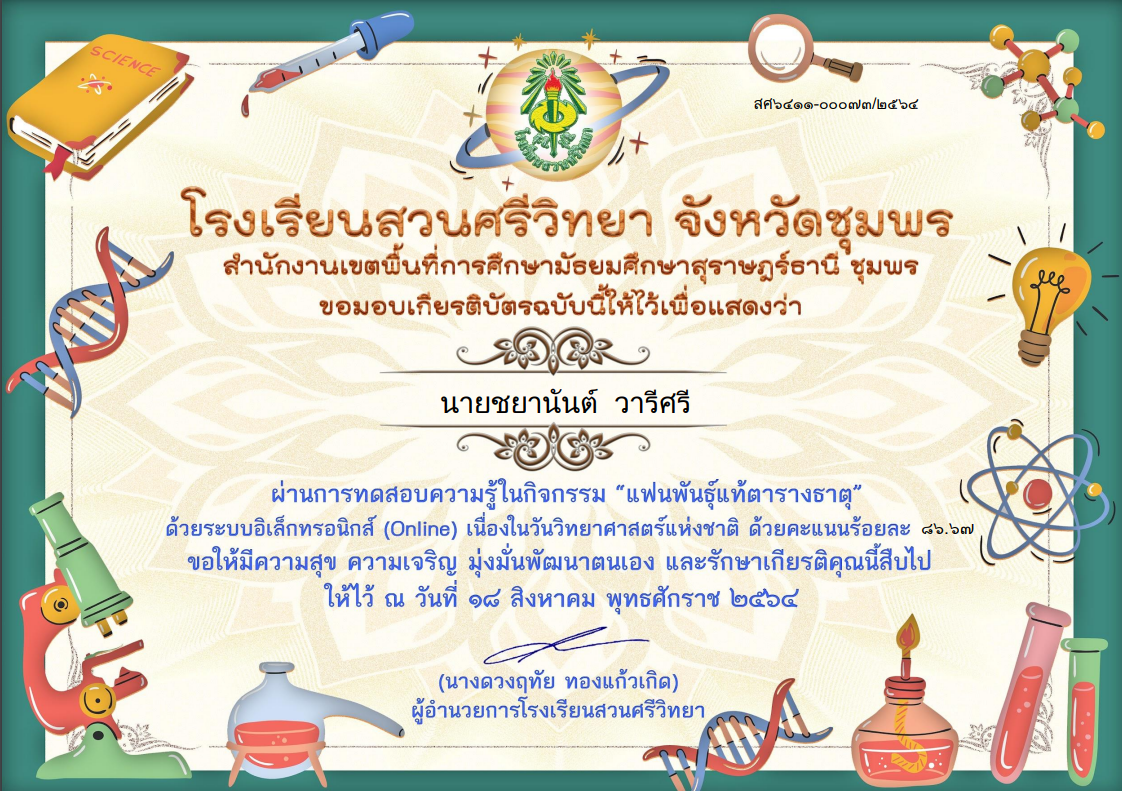 SCIENCE
สศ๖๔๑๑-๐๐๐๗๓/๒๕๖๔
โรงเรียนสวนศรีวิทยา
โรงเรียนสวนศรีวิทยา จังหวัดชุมพร
สำนักงานเขตพื้นที่การศึกษามัธยมศึกษาสุราษฎร์ธานี ชุมพร
ขอมอบเกียรติบัตรฉบับนี้ให้ไว้เพื่อแสดงว่า
นายชยานันต์ วารีศรี
ผ่านการทดสอบความรู้ในกิจกรรม “แฟนพันธุ์แท้ตารางธาตุ”
ด้วยระบบอิเล็กทรอนิกส์ (Online) เนื่องในวันวิทยาศาสตร์แห่งชาติ ด้วยคะแนนร้อยละ ๘๖.๖๗
ขอให้มีความสุข ความเจริญ มุ่งมั่นพัฒนาตนเอง และรักษาเกียรติคุณนี้สืบไป
ให้ไว้ ณ วันที่ ๑๘ สิงหาคม พุทธศักราช ๒๕๖๔
(นางดวงฤทัย ทองแก้วเกิด)
ผู้อำนวยการโรงเรียนสวนศรีวิทยา